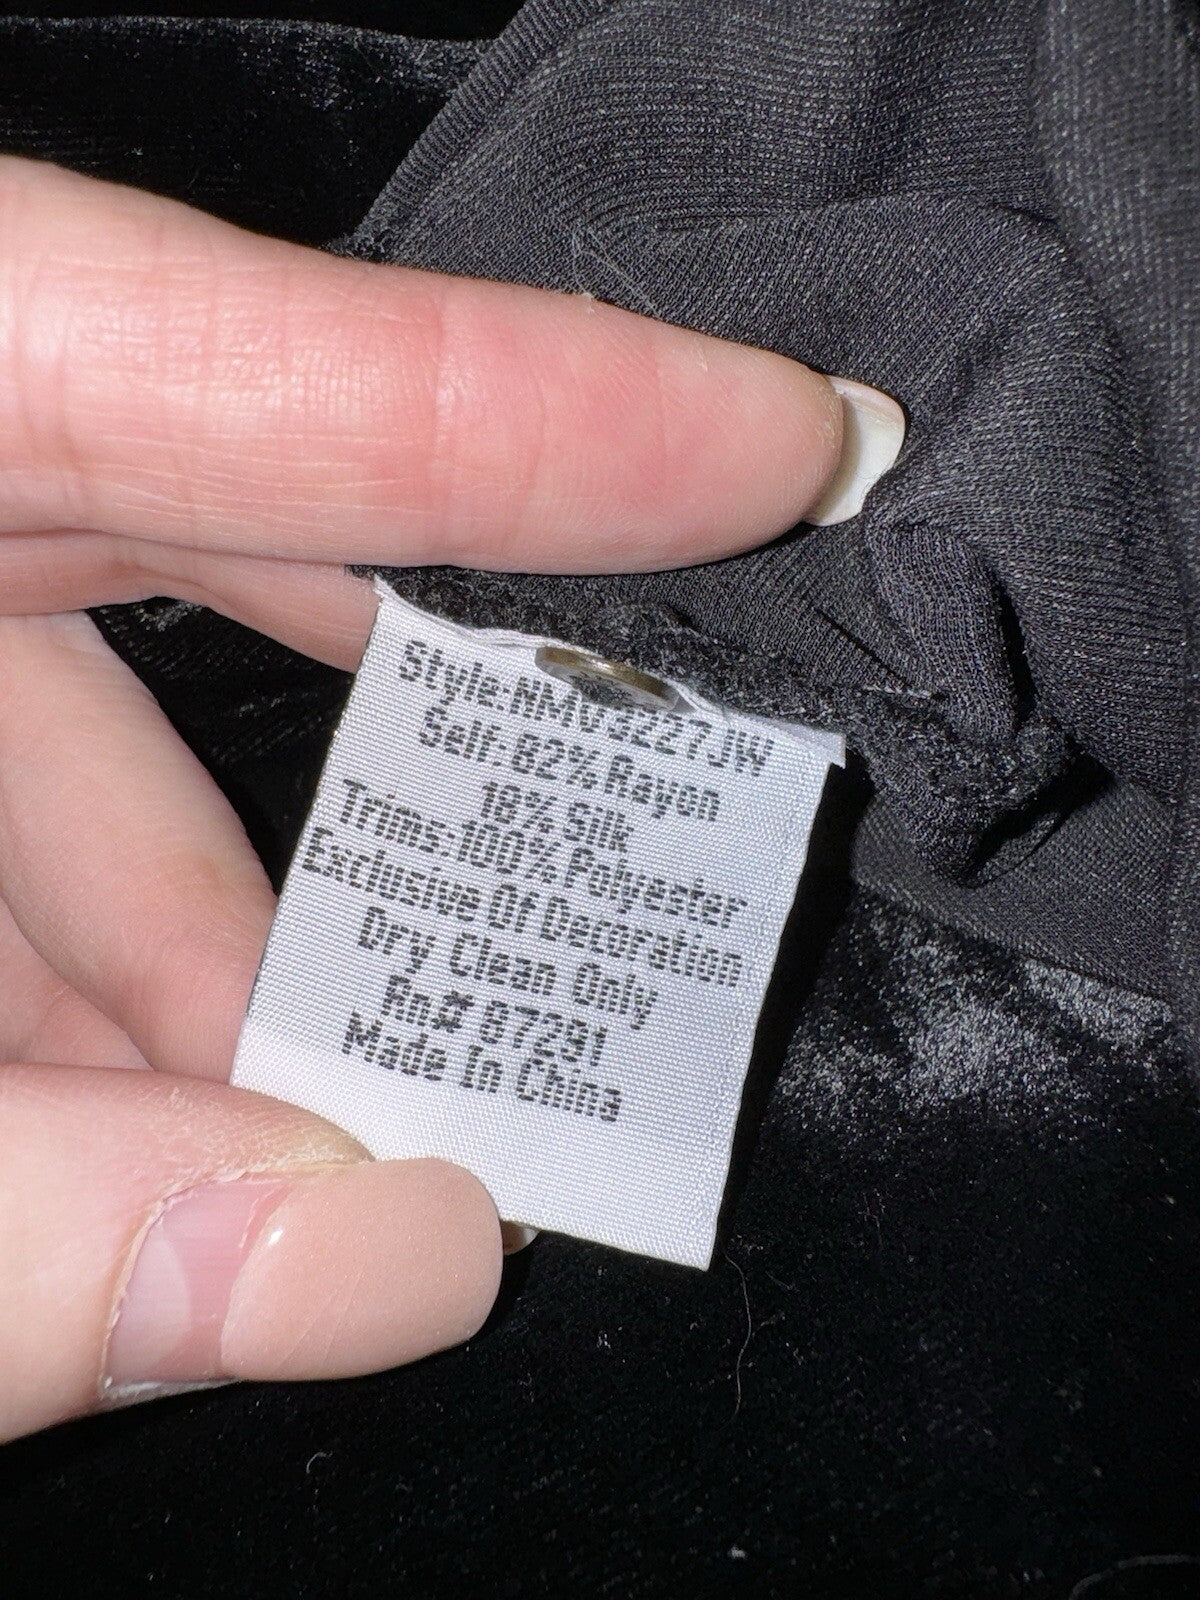 Style:NMV3227JW
Self:82%Rayon
18% Silk
Trims:100%Polyester
Exclusive Of Decoration
Dry Clean Only
Rn# 87291
Made In China